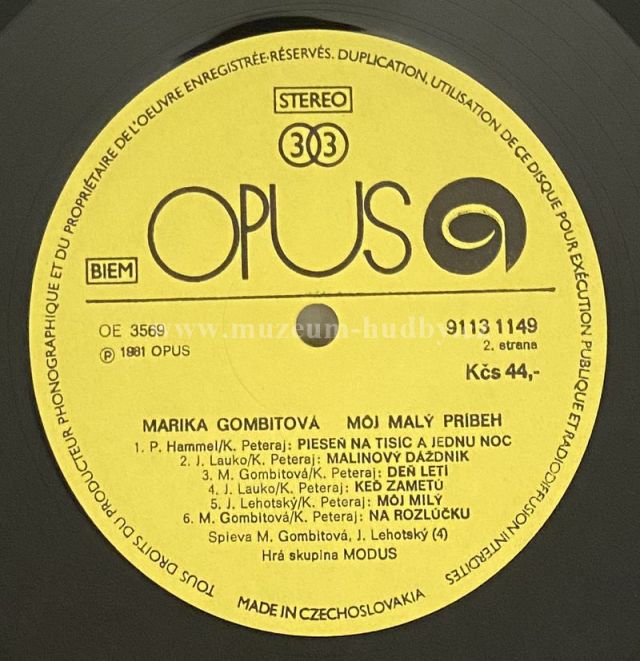 TOUS DROITS DU PRODUCTEUR PHONOGRAPHIQUE ET DU PROPRIÉTAIRE DE L'OEUVRE ENREGISTRÉE·RÉSERVÉS. DUPLICATION, UTILISATION DE CE DISQUE POUR EXÉCUTION PUBLIQUE ET RADIODIFFUSION INTERDITES
STEREO
33
OPUS
BIEM
OE 3569
9113 1149
www.muzeum-hudby.
℗ 1981 OPUS
2. strana
Kčs 44,-
MARIKA GOMBITOVÁ MÔJ MALÝ PRÍBEH
1. P. Hammel/K. Peteraj: PIESEŇ NA TISÍC A JEDNU NOC
2. J. Lauko/K. Peteraj: MALINOVÝ DÁŽDNIK
3. M. Gombitová/K. Peteraj: DEŇ LETÍ
4. J. Lauko/K. Peteraj: KEĎ ZAMETÚ
5. J. Lehotský/K. Peteraj: MÔJ MILÝ
6. M. Gombitová/K. Peteraj: NA ROZLÚČKU
Spieva M. Gombitová, J. Lehotský (4)
Hrá skupina MODUS
MADE IN CZECHOSLOVAKIA